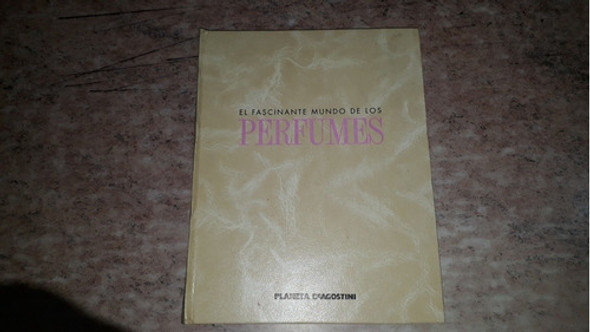 EL FASCINANTE MUNDO DE LOS
PERFUMES
PLANETA DEAGOSTINI